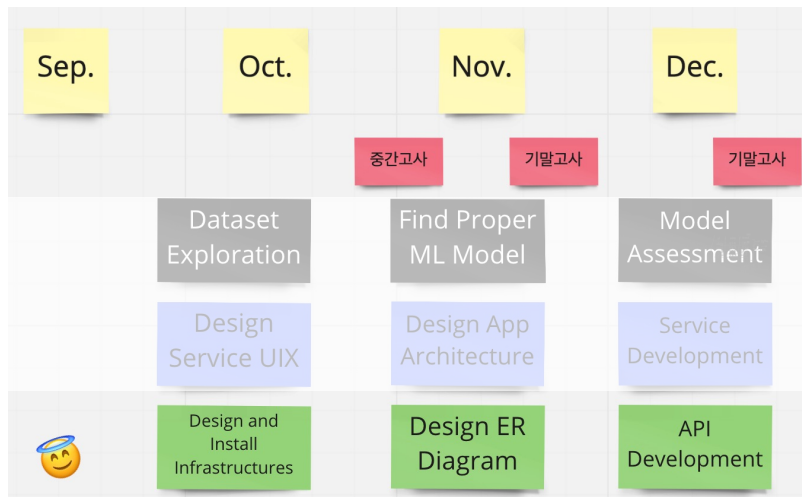 Sep.
Oct.
Nov.
Dec.
중간고사
기말고사
기말고사
Dataset
Exploration
Find Proper
ML Model
Model
Assessment
Design
Service UIX
Design App
Architecture
Service
Development
Design and
Install
Infrastructures
Design ER
Diagram
API
Development